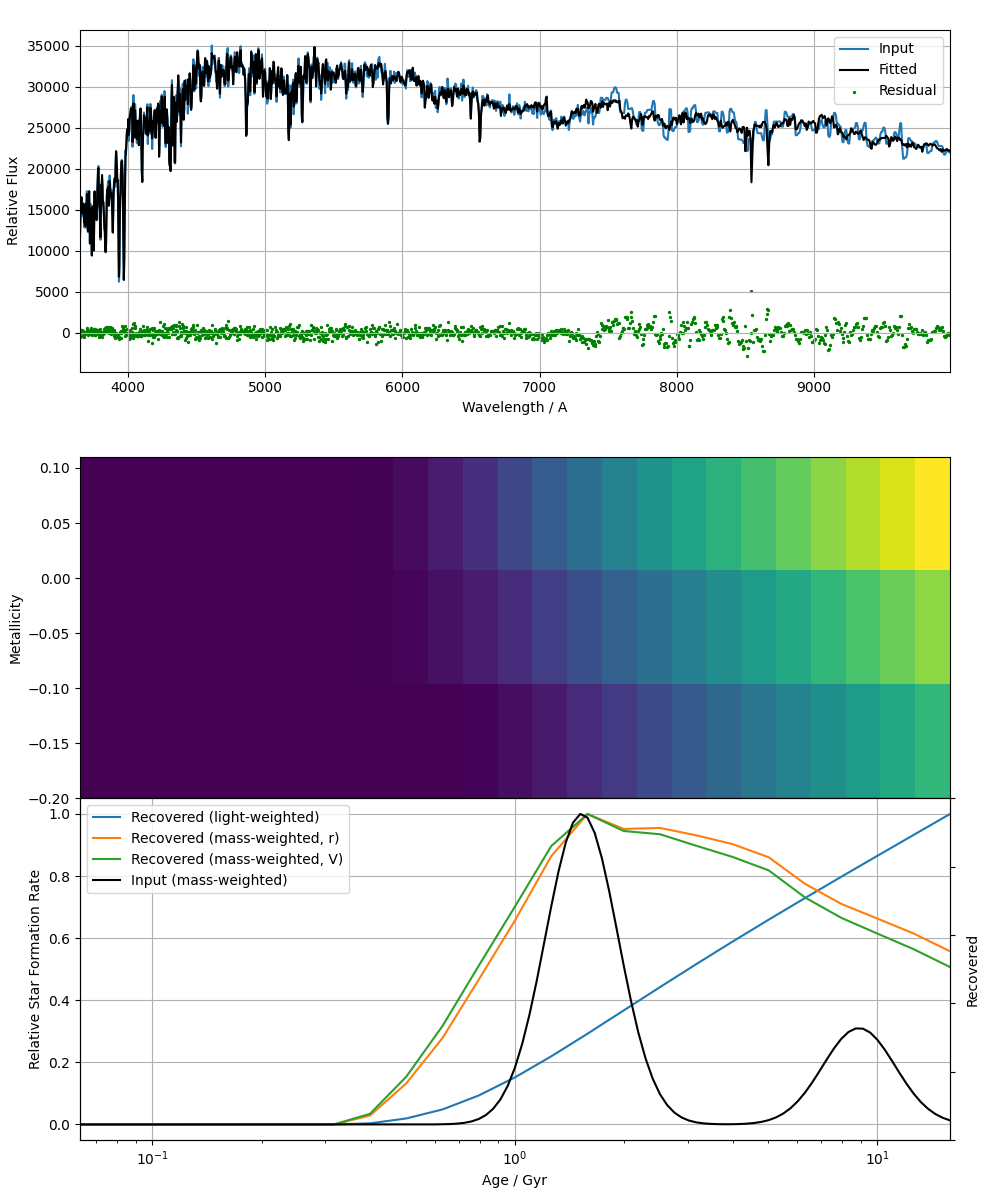 35000
30000
25000
20000
15000
10000
5000
0
Relative Flux
Input
Fitted
Residual
4000 5000 6000 7000 8000 9000
Wavelength / A
0.10
0.05
0.00
−0.05
−0.10
−0.15
−0.20
Metallicity
1.0
0.8
0.6
0.4
0.2
0.0
Relative Star Formation Rate
Recovered (light-weighted)
Recovered (mass-weighted, r)
Recovered (mass-weighted, V)
Input (mass-weighted)
Recovered
10⁻¹ 10⁰ 10¹
Age / Gyr